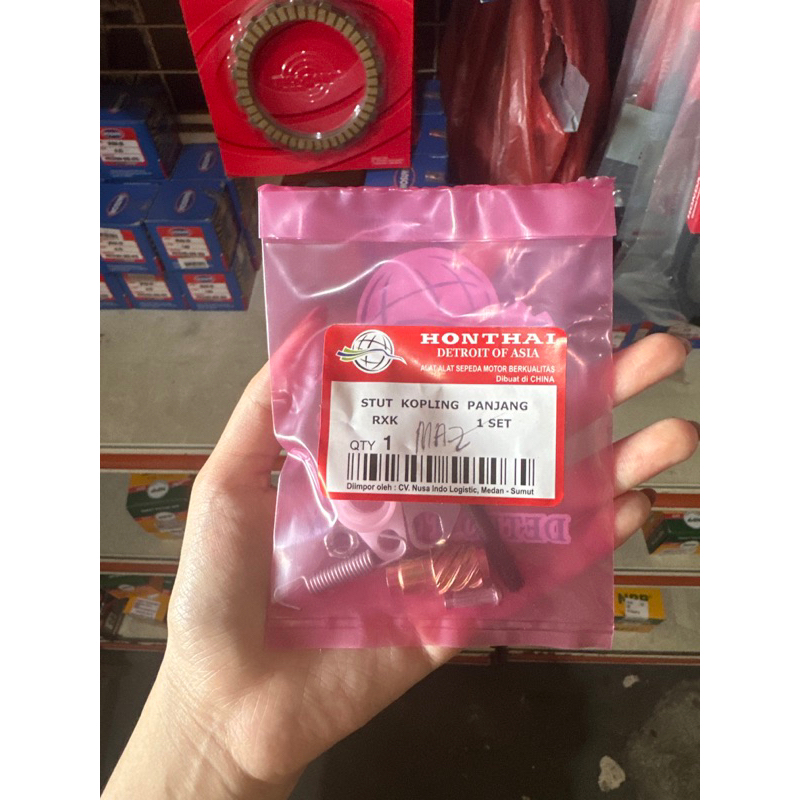 HONTHAI
DETROIT OF ASIA
ALAT ALAT SEPEDA MOTOR BERKUALITAS
Dibuat di CHINA
STUT KOPLING PANJANG
RXK 1 SET
QTY 1 MAZ
Diimpor oleh : CV. Nusa Indo Logistic, Medan - Sumut
NPP